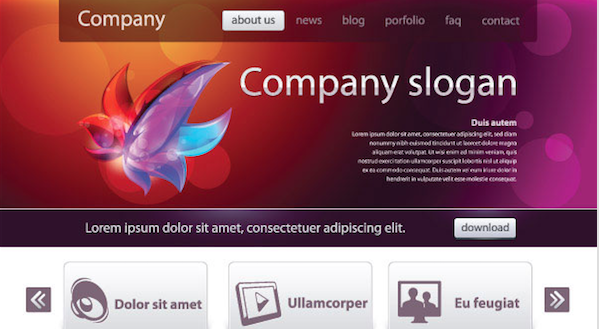 Company
about us news blog porfolio faq contact
Company slogan
Duis autem
Lorem ipsum dolor sit amet, consectetuer adipiscing elit, sed diam
nonummy nibh euismod tincidunt ut laoreet dolore magna
aliquam erat volutpat. Ut wisi enim ad minim veniam, quis
nostrud exercitation ullamcorper suscipit lobortis nisl ut aliquip
ex ea commodo consequat. Duis autem vel eum iriure dolor in
hendrerit in vulputate velit esse molestie consequat.
Lorem ipsum dolor sit amet, consectetuer adipiscing elit.
download
Dolor sit amet
Ullamcorper
Eu feugiat